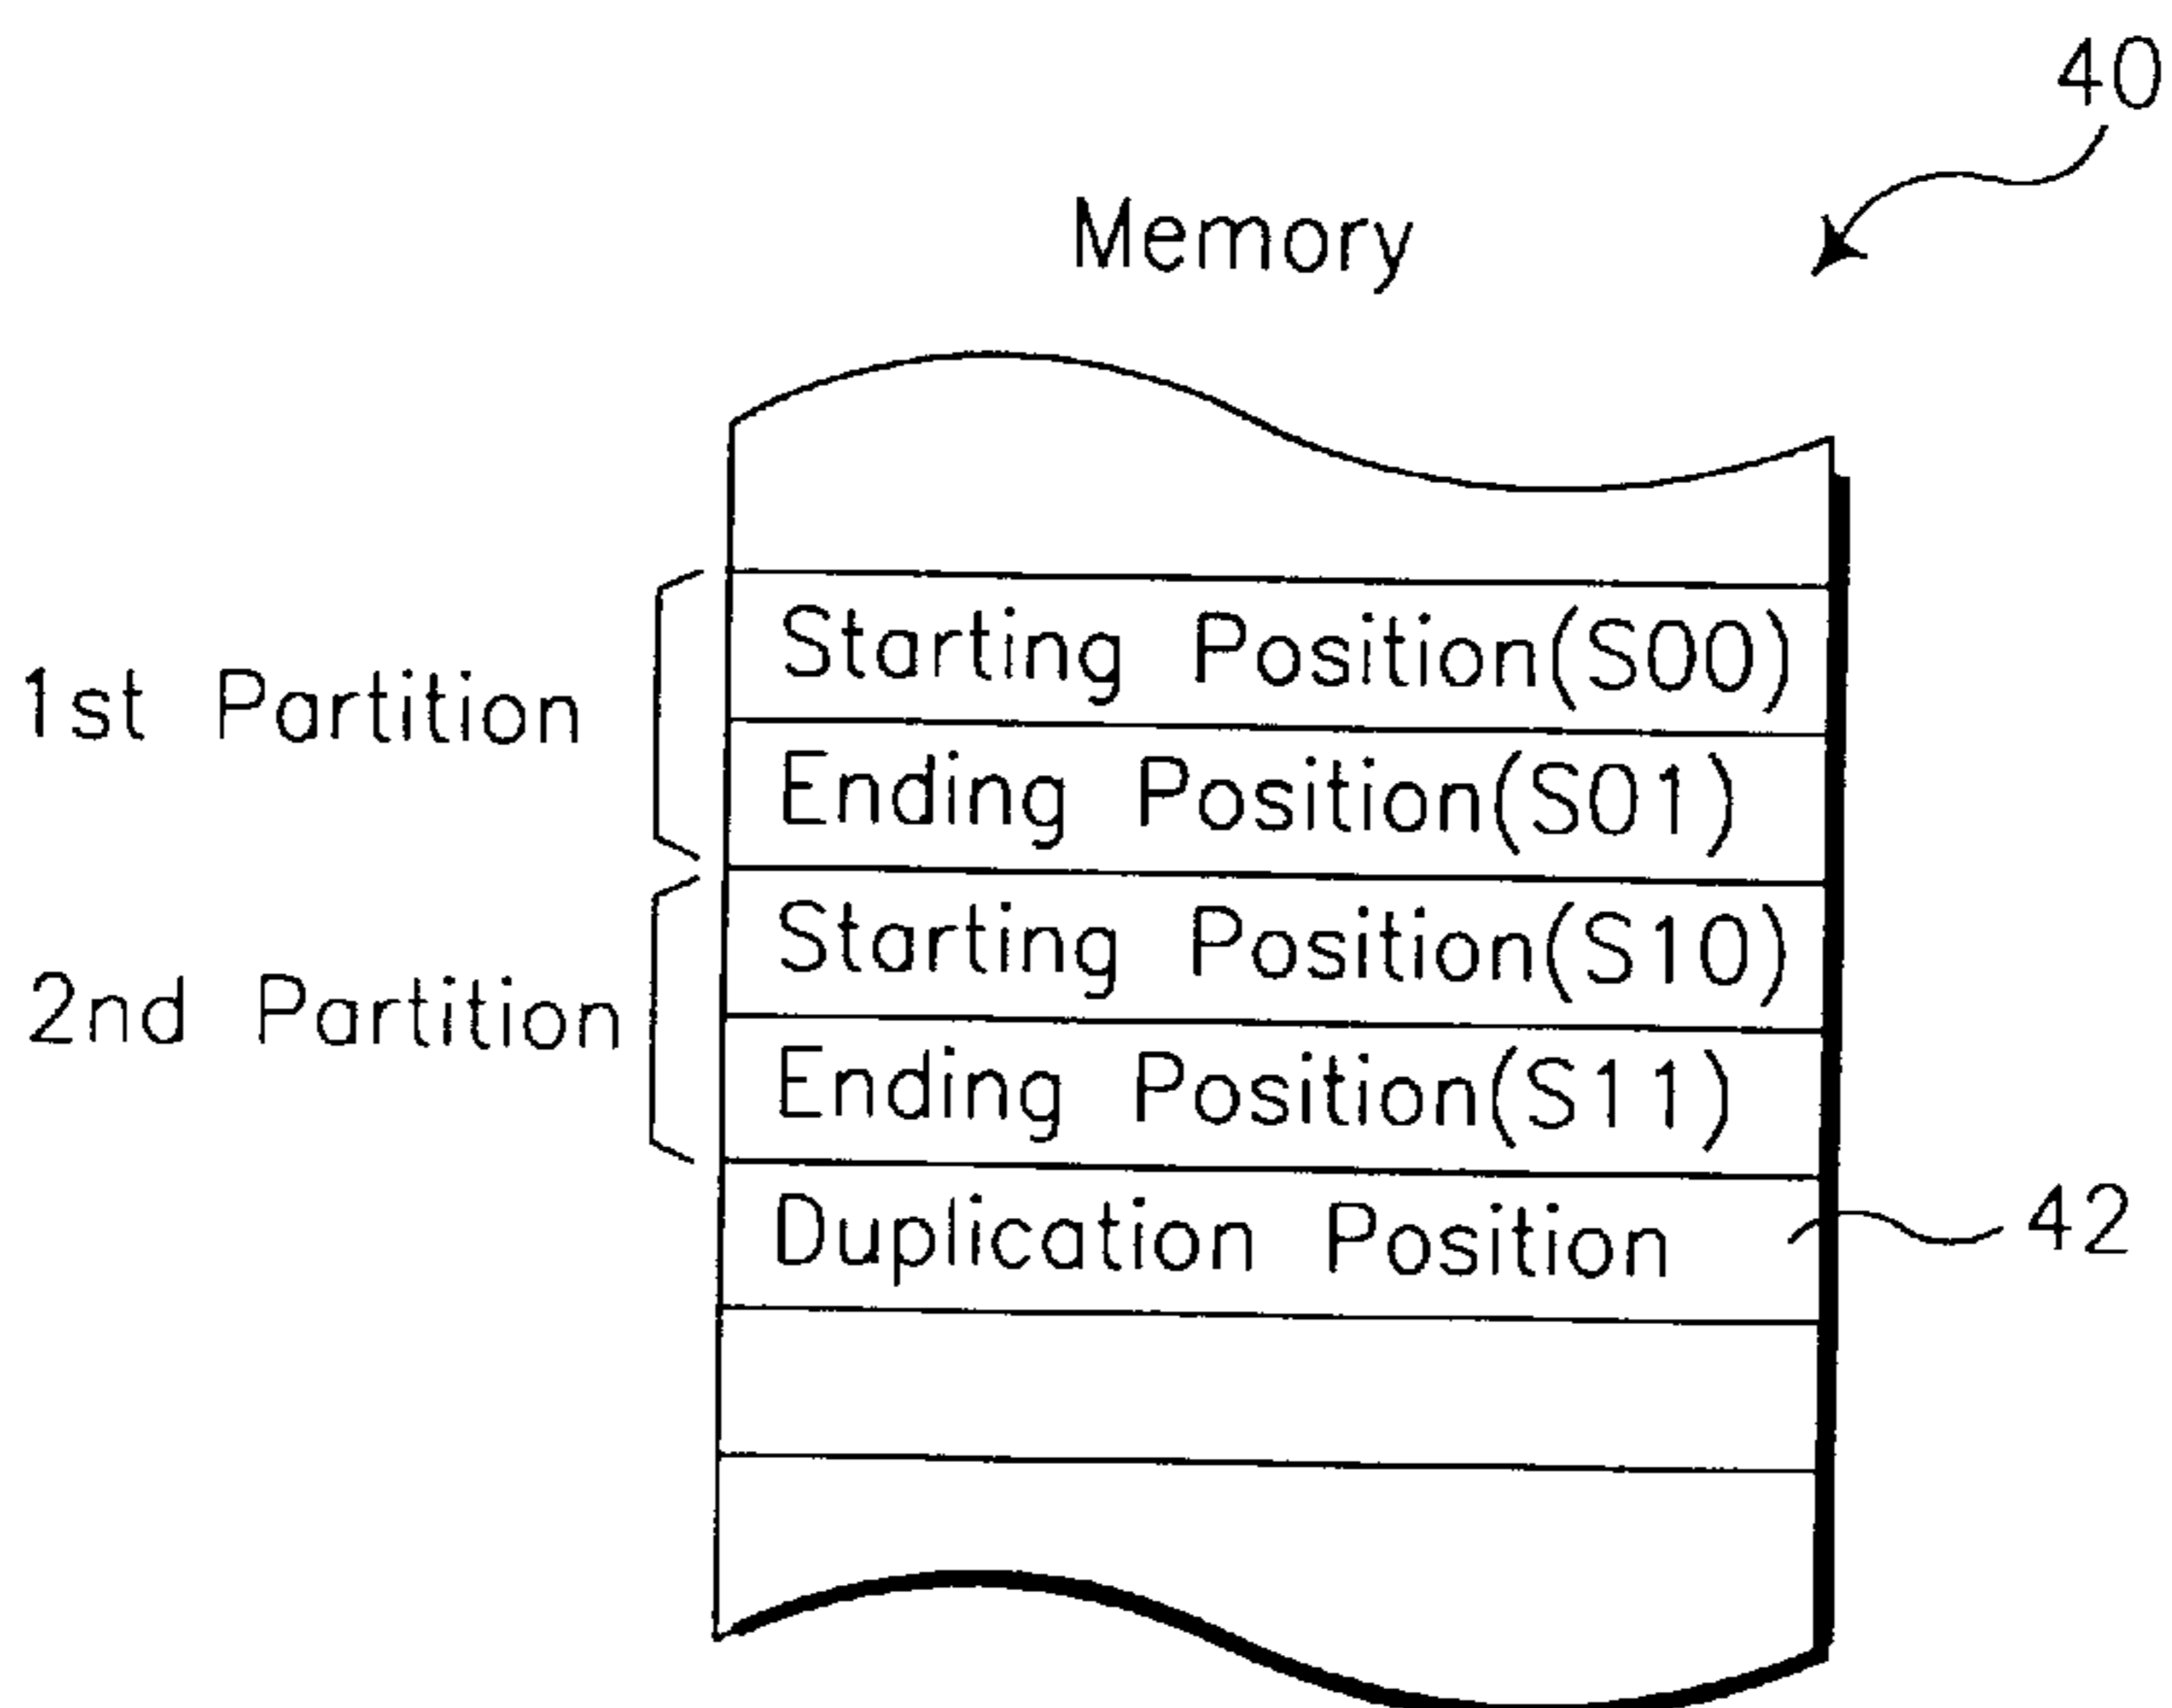 40
Memory
1st Partition
Starting Position(S00)
Ending Position(S01)
2nd Partition
Starting Position(S10)
Ending Position(S11)
Duplication Position
42